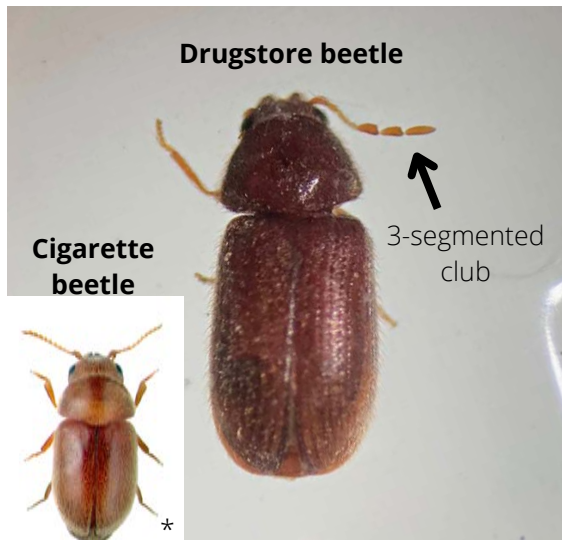 Drugstore beetle
3-segmented
club
Cigarette
beetle
*